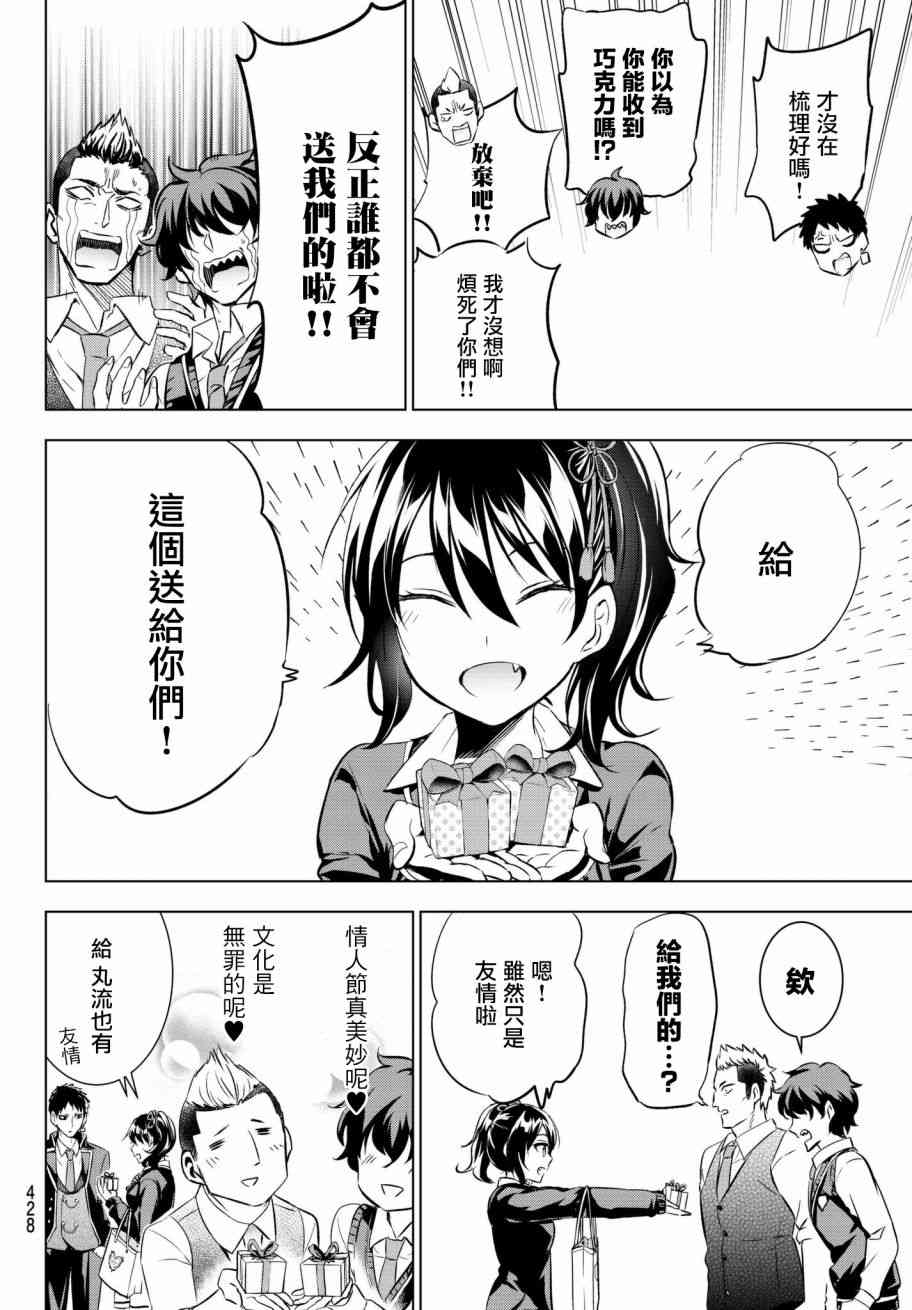 才沒在
梳理好嗎！
你以為
你能收到
巧克力嗎!?
放棄吧!!
我才沒想啊
煩死了你們!!
反正誰都不會
送我們的啦!!
給
這個送給你們！
欸
給我們的…？
嗯！
雖然只是
友情啦
情人節真美妙呢♥
文化是
無罪的呢♥
給 丸流也有
友情
428